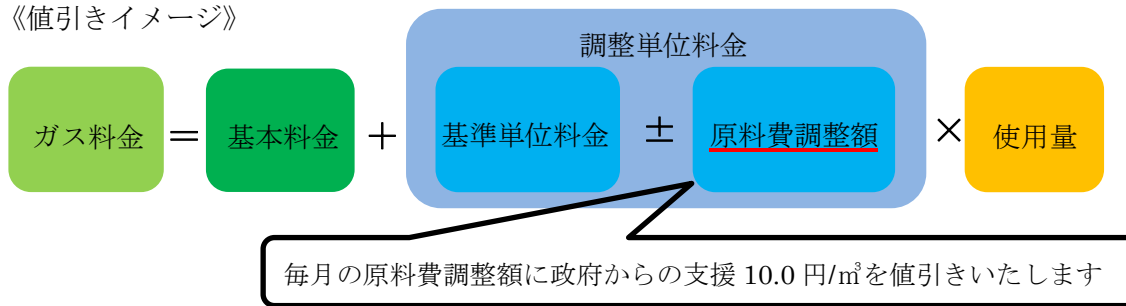 《値引きイメージ》
調整単位料金
ガス料金 = 基本料金 + 基準単位料金 ± 原料費調整額 × 使用量
毎月の原料費調整額に政府からの支援 10.0 円/㎥を値引きいたします